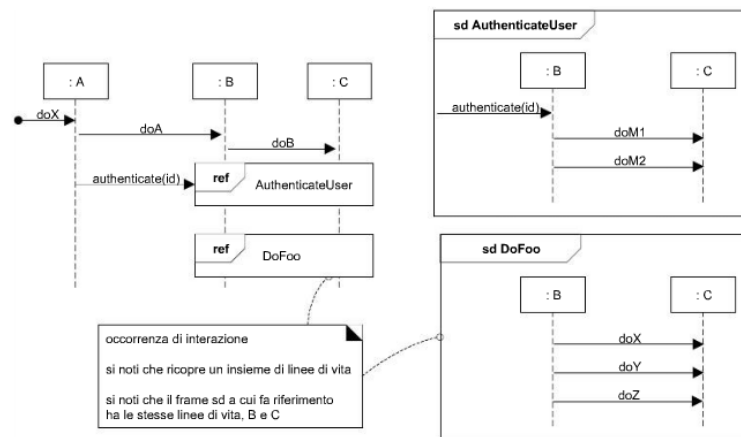 : A
: B
: C
doX
doA
doB
authenticate(id)
ref
AuthenticateUser
ref
DoFoo
occorrenza di interazione
si noti che ricopre un insieme di linee di vita
si noti che il frame sd a cui fa riferimento
ha le stesse linee di vita, B e C
sd AuthenticateUser
: B
: C
authenticate(id)
doM1
doM2
sd DoFoo
: B
: C
doX
doY
doZ